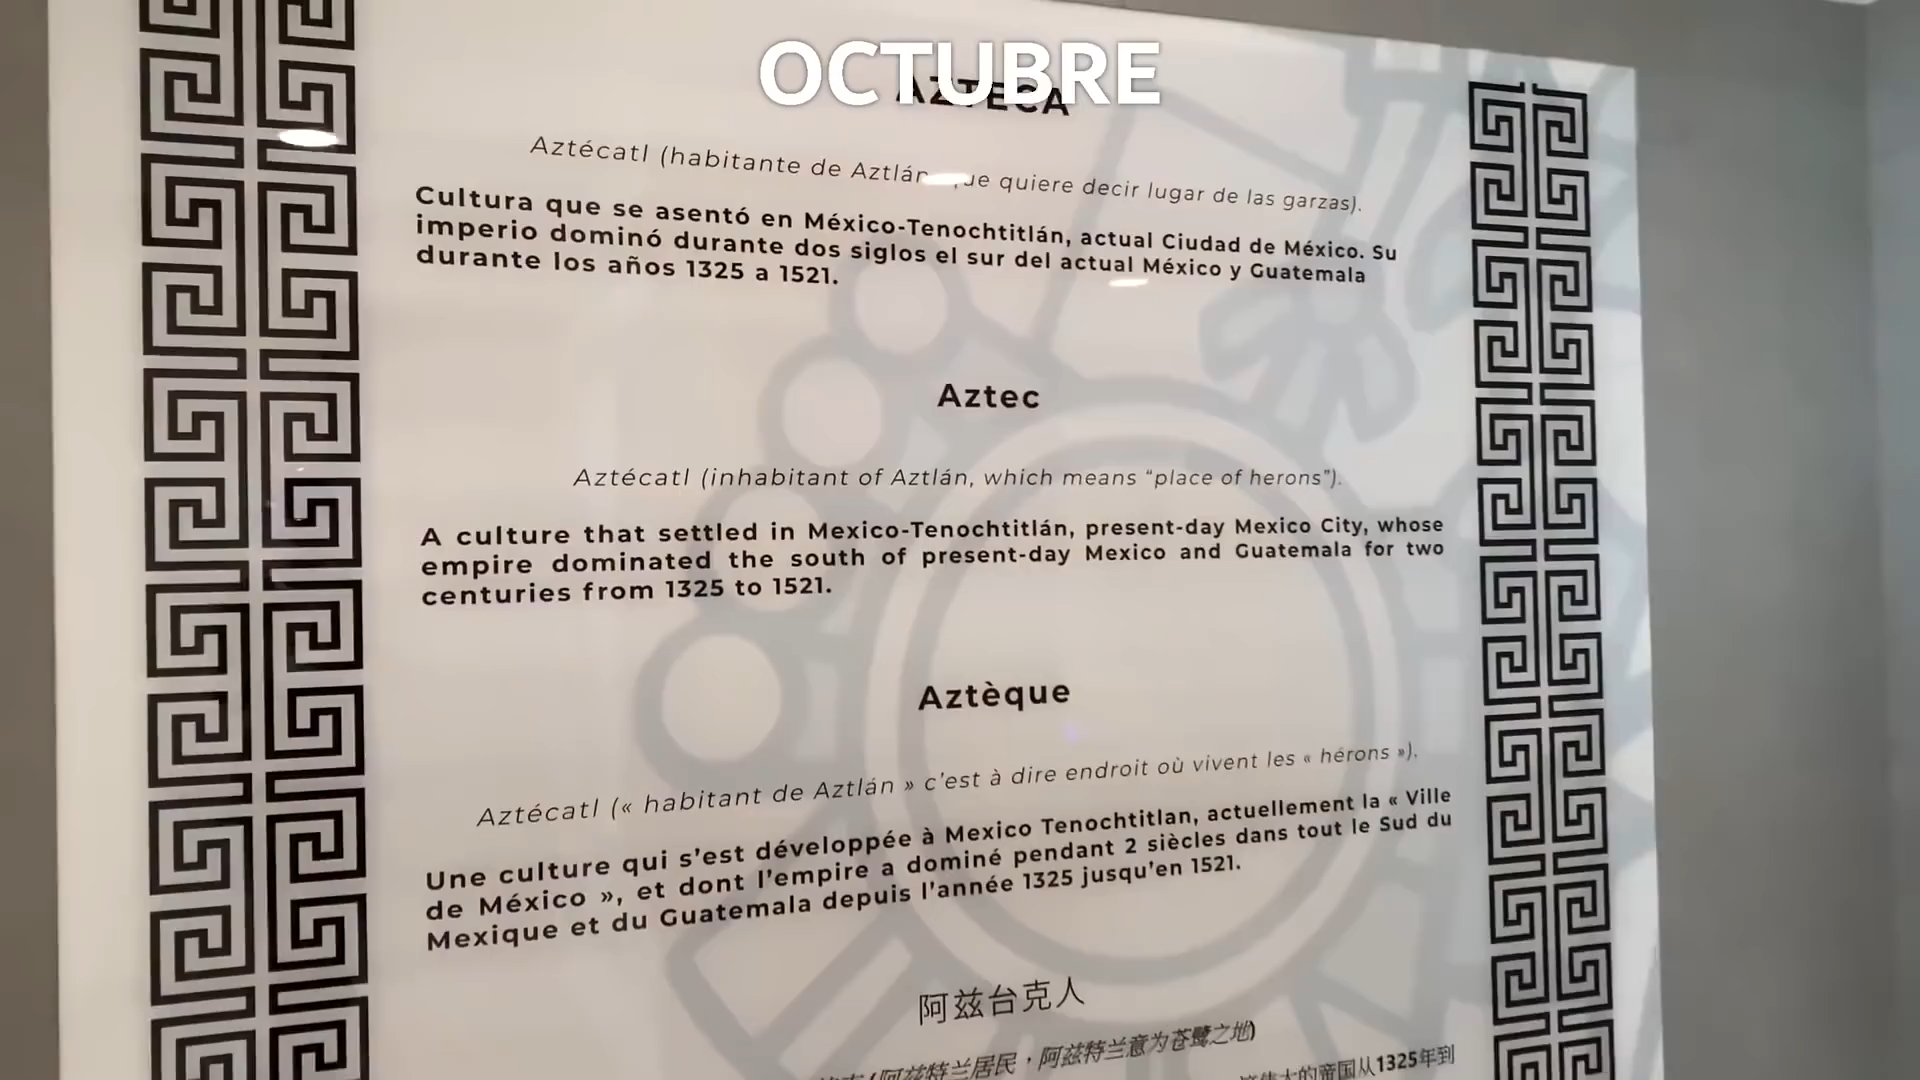 OCTUBRE
AZTECA
Aztécatl (habitante de Aztlán que quiere decir lugar de las garzas).
Cultura que se asentó en México-Tenochtitlán, actual Ciudad de México. Su
imperio dominó durante dos siglos el sur del actual México y Guatemala
durante los años 1325 a 1521.
Aztec
Aztécatl (inhabitant of Aztlán, which means “place of herons”).
A culture that settled in Mexico-Tenochtitlán, present-day Mexico City, whose
empire dominated the south of present-day Mexico and Guatemala for two
centuries from 1325 to 1521.
Aztèque
Aztécatl (« habitant de Aztlán » c’est à dire endroit où vivent les « hérons »).
Une culture qui s’est développée à Mexico Tenochtitlan, actuellement la « Ville
de México », et dont l’empire a dominé pendant 2 siècles dans tout le Sud du
Mexique et du Guatemala depuis l’année 1325 jusqu’en 1521.
阿兹台克人
(阿兹特兰居民，阿兹特兰意为苍鹭之地)
的帝国从1325年到